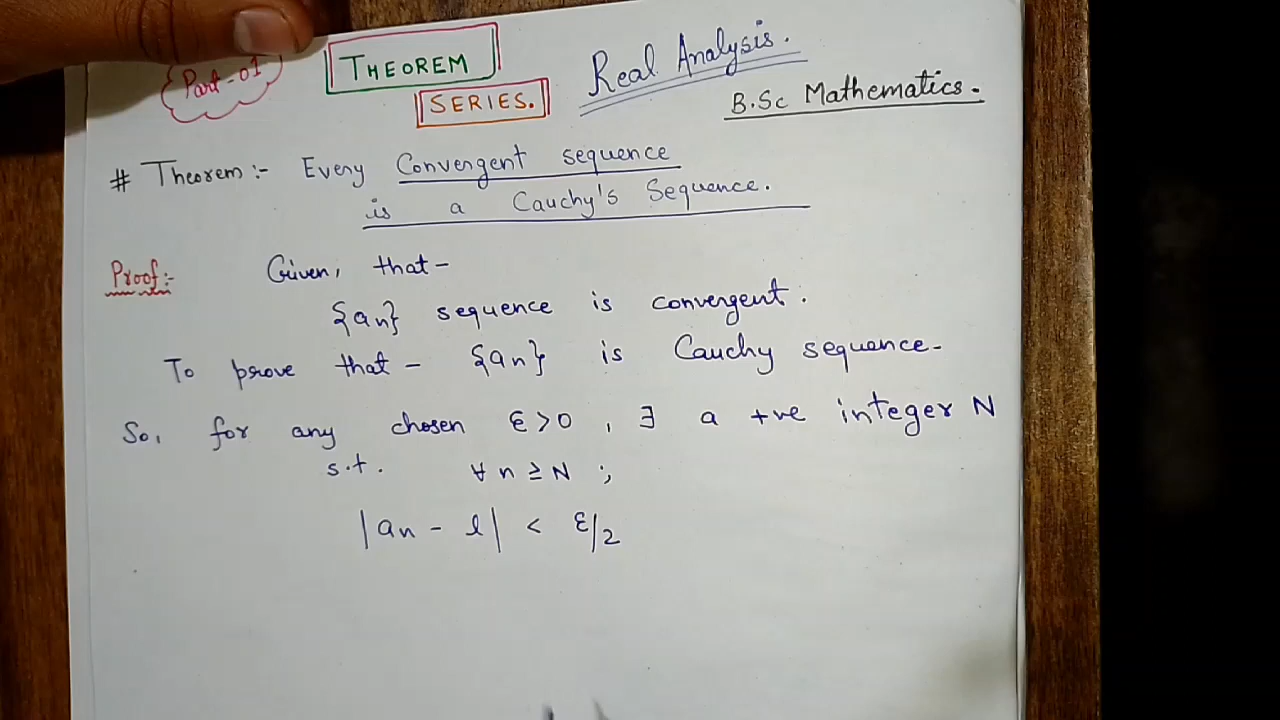 Part-01
THEOREM
SERIES.
Real Analysis.
B.Sc Mathematics.
# Theorem:- Every Convergent sequence
is a Cauchy's Sequence.
Proof:- Given, that-
{an} sequence is convergent.
To prove that- {an} is Cauchy sequence-
So, for any chosen ε>0, ∃ a +ve integer N
s.t. ∀ n ≥ N ;
|an - l| < ε/2